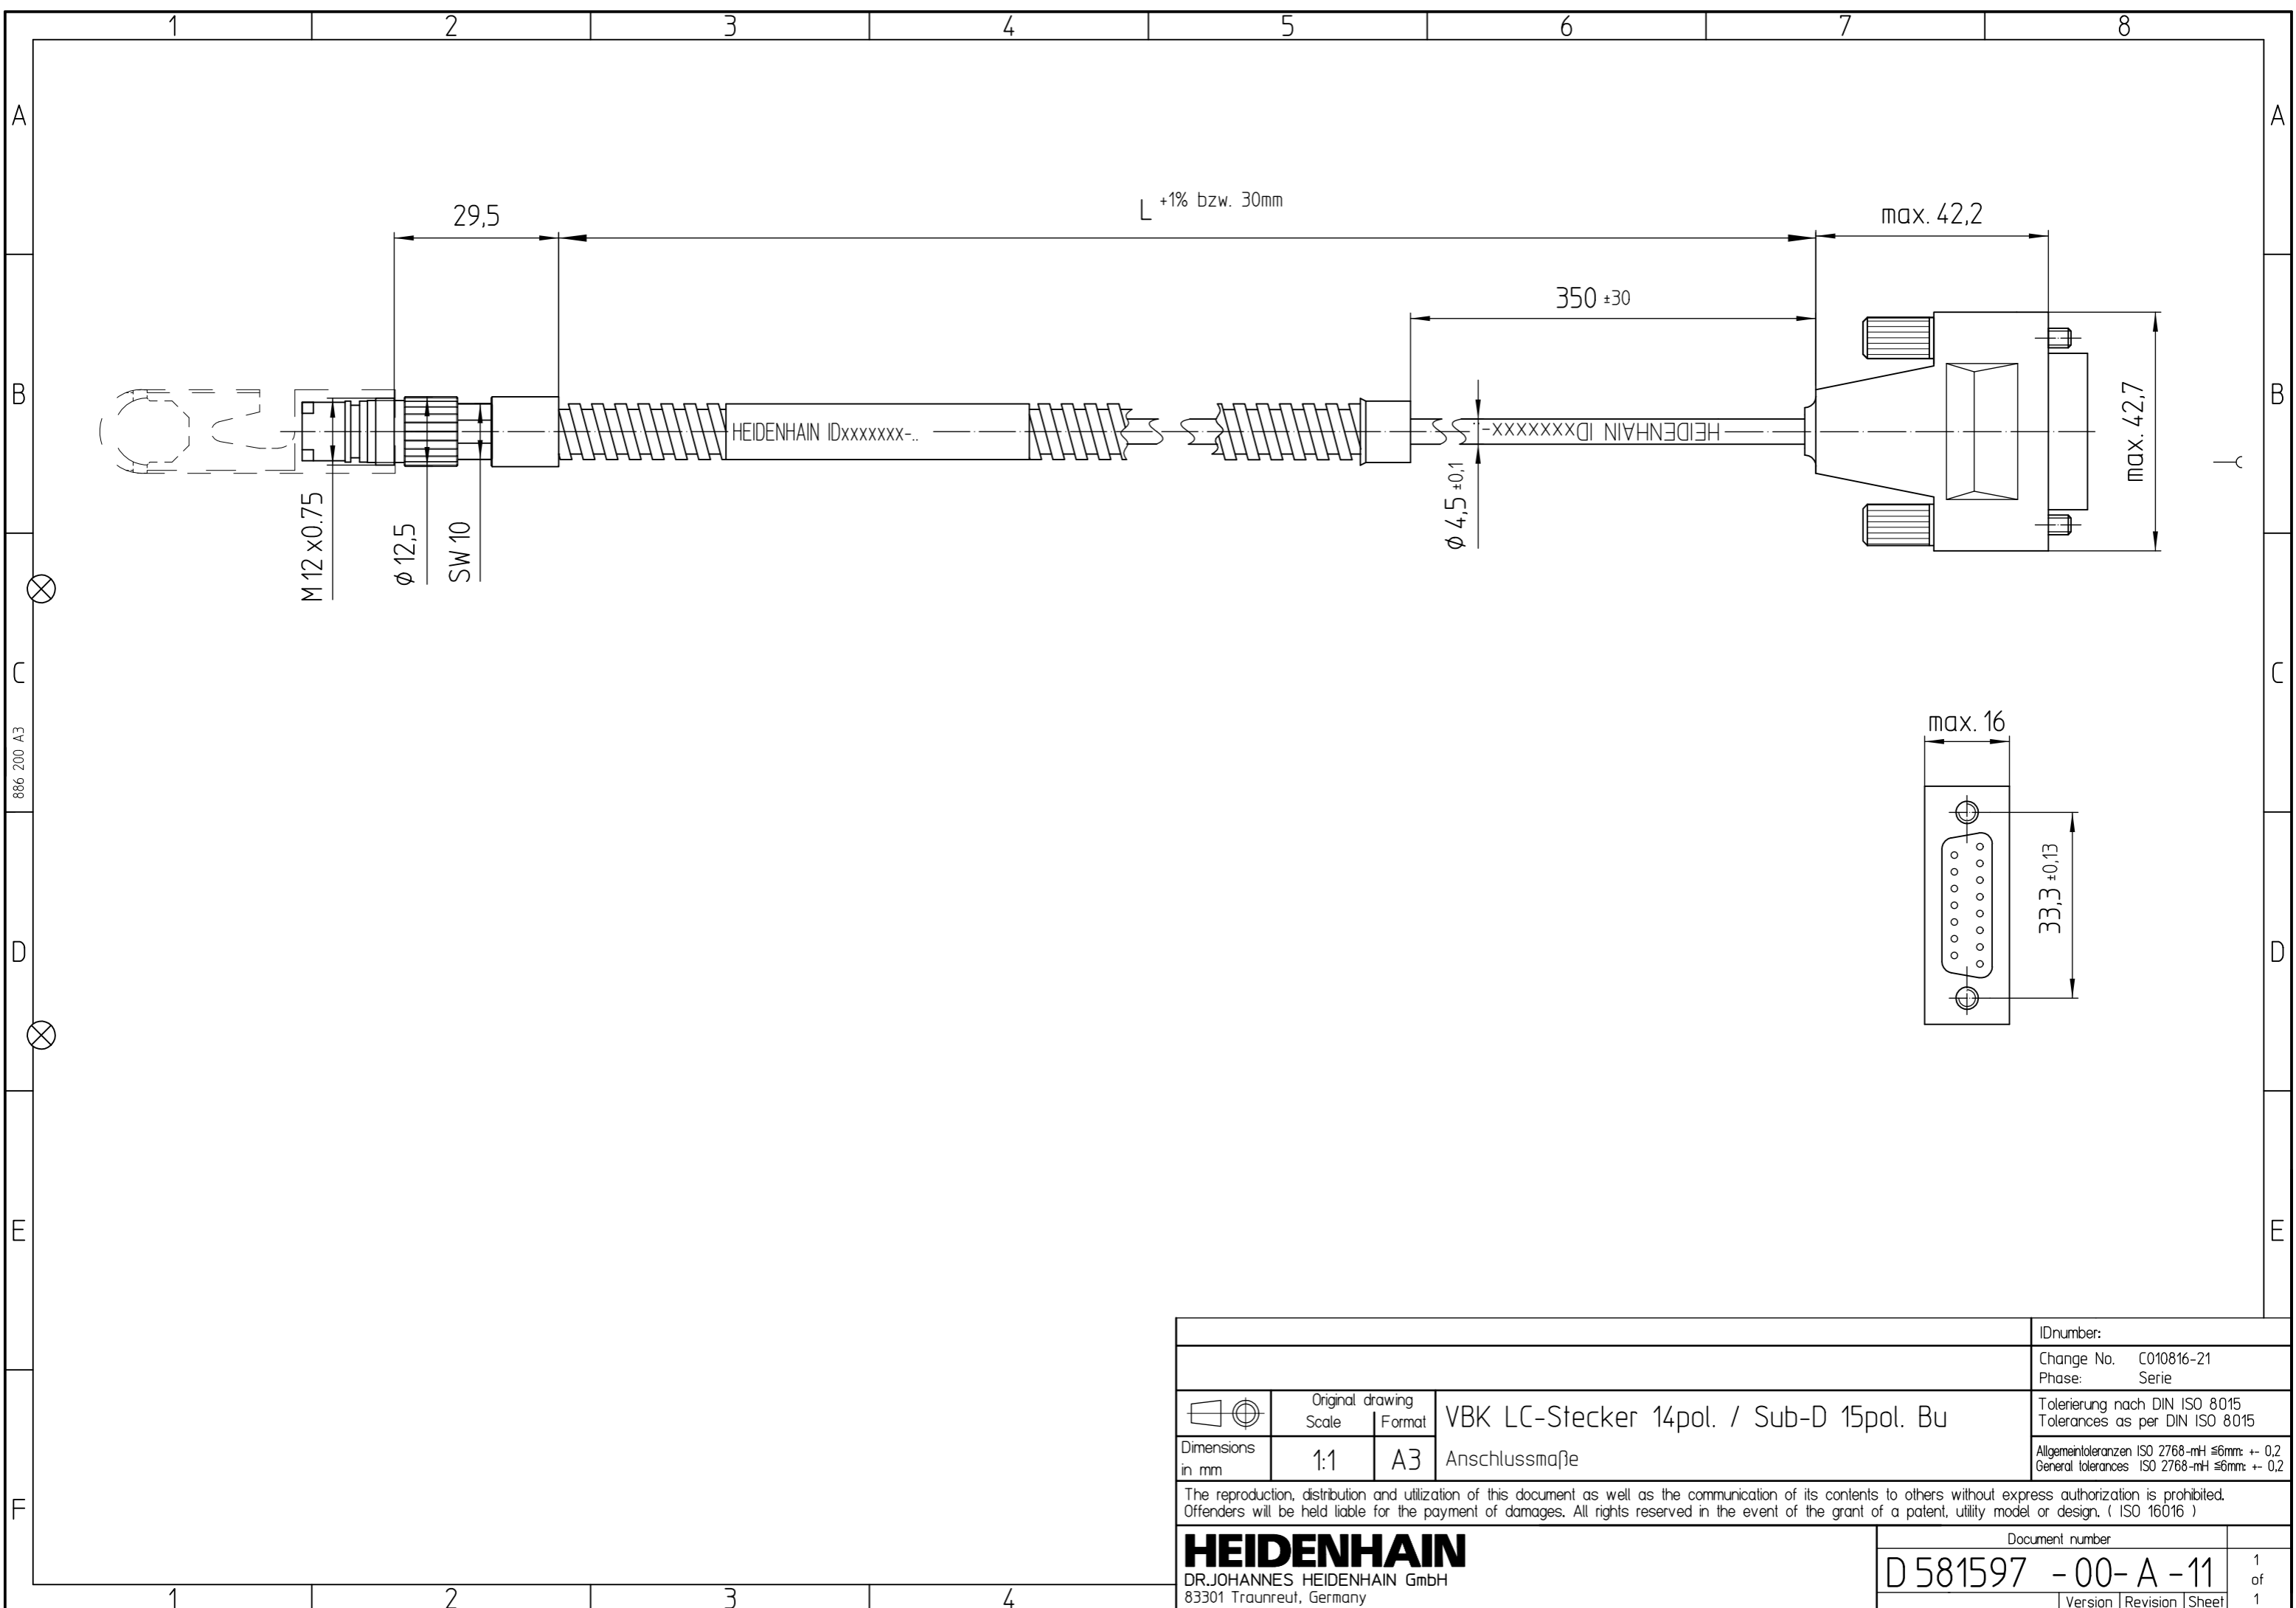 1 2 3 4 5 6 7 8
A A
29,5
L +1% bzw. 30mm
max. 42,2
350 ±30
B B
HEIDENHAIN IDxxxxxxx-..
HEIDENHAIN IDxxxxxxx-..
max. 42,7
M 12 x0.75
ϕ 12,5
SW 10
ϕ 4,5 ±0,1
C C
886 200 A3
max. 16
33,3 ±0,13
D D
E E
F
IDnumber:
Change No. C010816-21
Phase: Serie
Original drawing
Scale Format
VBK LC-Stecker 14pol. / Sub-D 15pol. Bu
Tolerierung nach DIN ISO 8015
Tolerances as per DIN ISO 8015
Dimensions
in mm
1:1 A3
Anschlussmaße
Allgemeintoleranzen ISO 2768-mH ≤6mm: +- 0,2
General tolerances ISO 2768-mH ≤6mm: +- 0,2
The reproduction, distribution and utilization of this document as well as the communication of its contents to others without express authorization is prohibited.
Offenders will be held liable for the payment of damages. All rights reserved in the event of the grant of a patent, utility model or design. ( ISO 16016 )
HEIDENHAIN
DR.JOHANNES HEIDENHAIN GmbH
83301 Traunreut, Germany
Document number
D 581597 - 00- A - 11
Version Revision Sheet
1
of
1
1 2 3 4